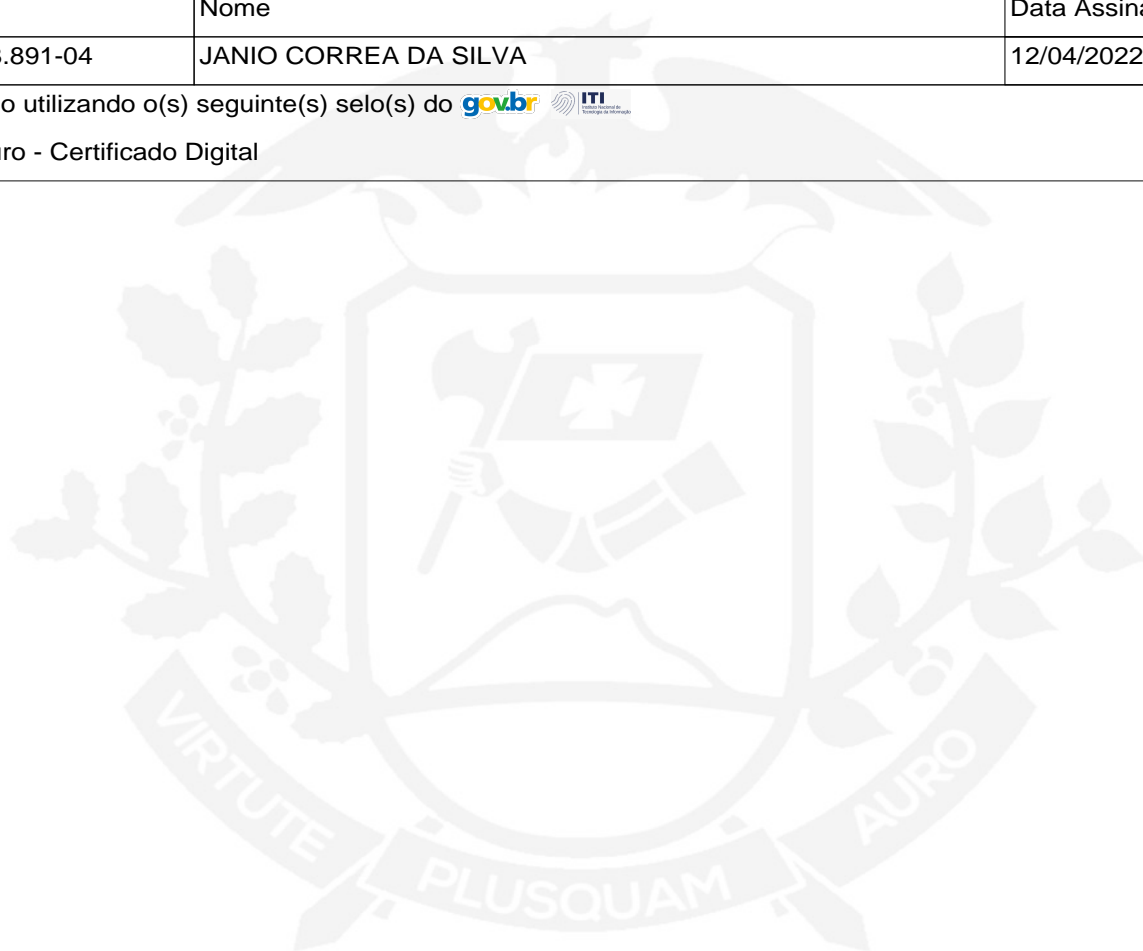 Nome Data Assina
.891-04 JANIO CORREA DA SILVA 12/04/2022
o utilizando o(s) seguinte(s) selo(s) do gov.br ITI
ro - Certificado Digital
VIRTUTE PLUSQUAM AURO